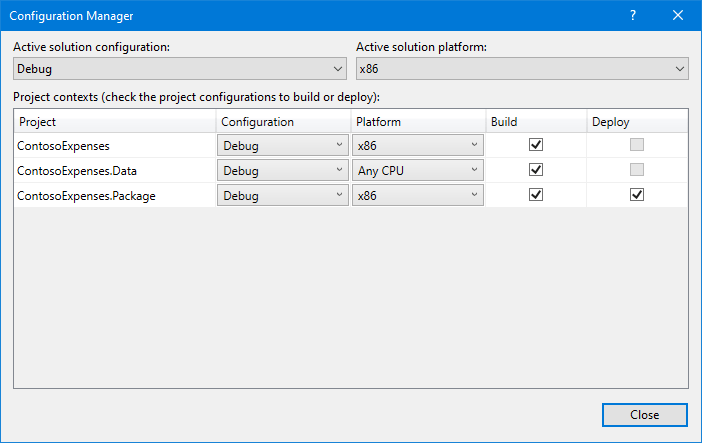 Configuration Manager ?
Active solution configuration: Active solution platform:
Debug x86
Project contexts (check the project configurations to build or deploy):
Project Configuration Platform Build Deploy
ContosoExpenses Debug x86
ContosoExpenses.Data Debug Any CPU
ContosoExpenses.Package Debug x86
Close